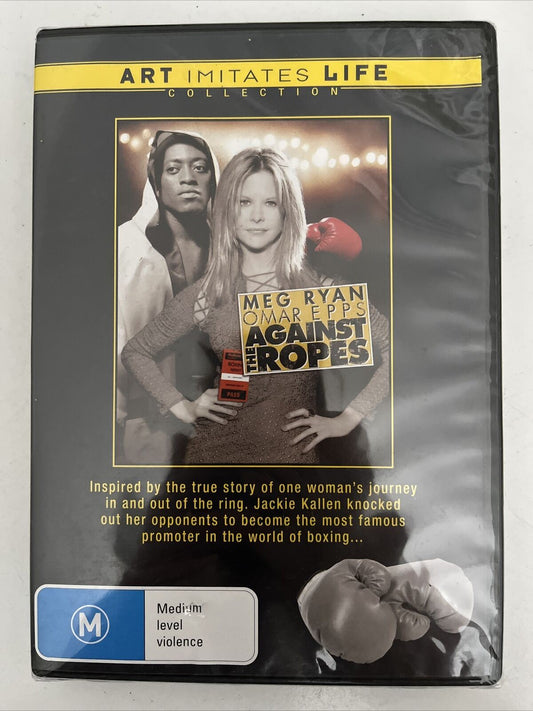 ART IMITATES LIFE
COLLECTION
MEG RYAN
OMAR EPPS
AGAINST
THE ROPES
PASS
Inspired by the true story of one woman's journey
in and out of the ring. Jackie Kallen knocked
out her opponents to become the most famous
promoter in the world of boxing...
M
Medium
level
violence